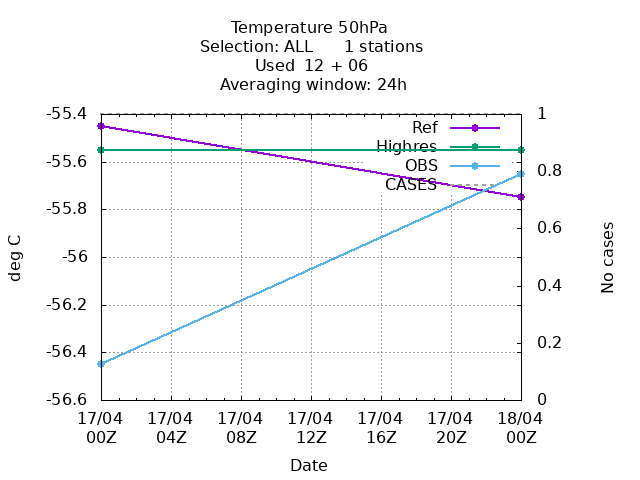 Temperature 50hPa
Selection: ALL 1 stations
Used 12 + 06
Averaging window: 24h
-55.4
-55.6
-55.8
-56
-56.2
-56.4
-56.6
deg C
Ref
Highres
OBS
CASES
1
0.8
0.6
0.4
0.2
0
No cases
17/04 17/04 17/04 17/04 17/04 17/04 18/04
00Z 04Z 08Z 12Z 16Z 20Z 00Z
Date